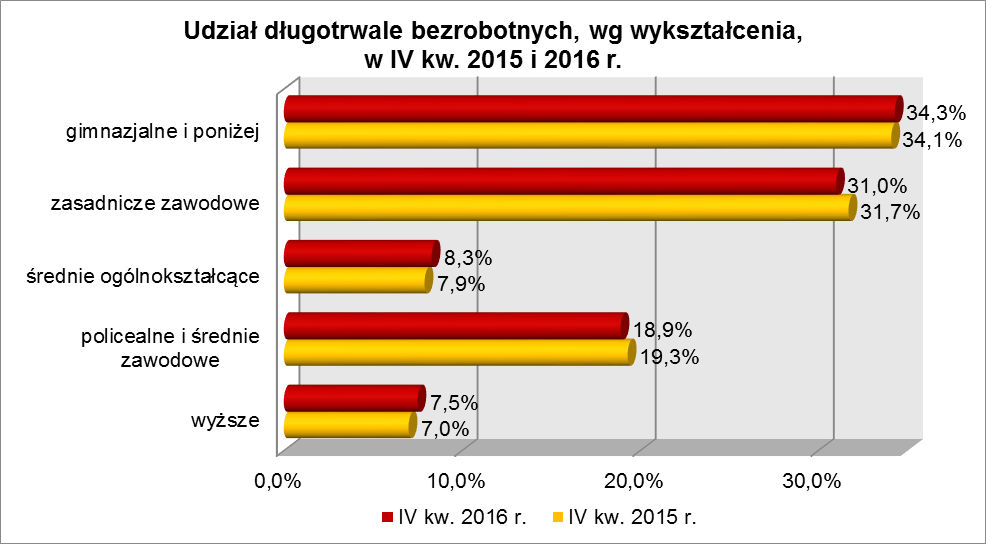 Udział długotrwale bezrobotnych, wg wykształcenia,
w IV kw. 2015 i 2016 r.
gimnazjalne i poniżej
34,3%
34,1%
zasadnicze zawodowe
31,0%
31,7%
średnie ogólnokształcące
8,3%
7,9%
policealne i średnie
zawodowe
18,9%
19,3%
wyższe
7,5%
7,0%
0,0% 10,0% 20,0% 30,0%
IV kw. 2016 r. IV kw. 2015 r.